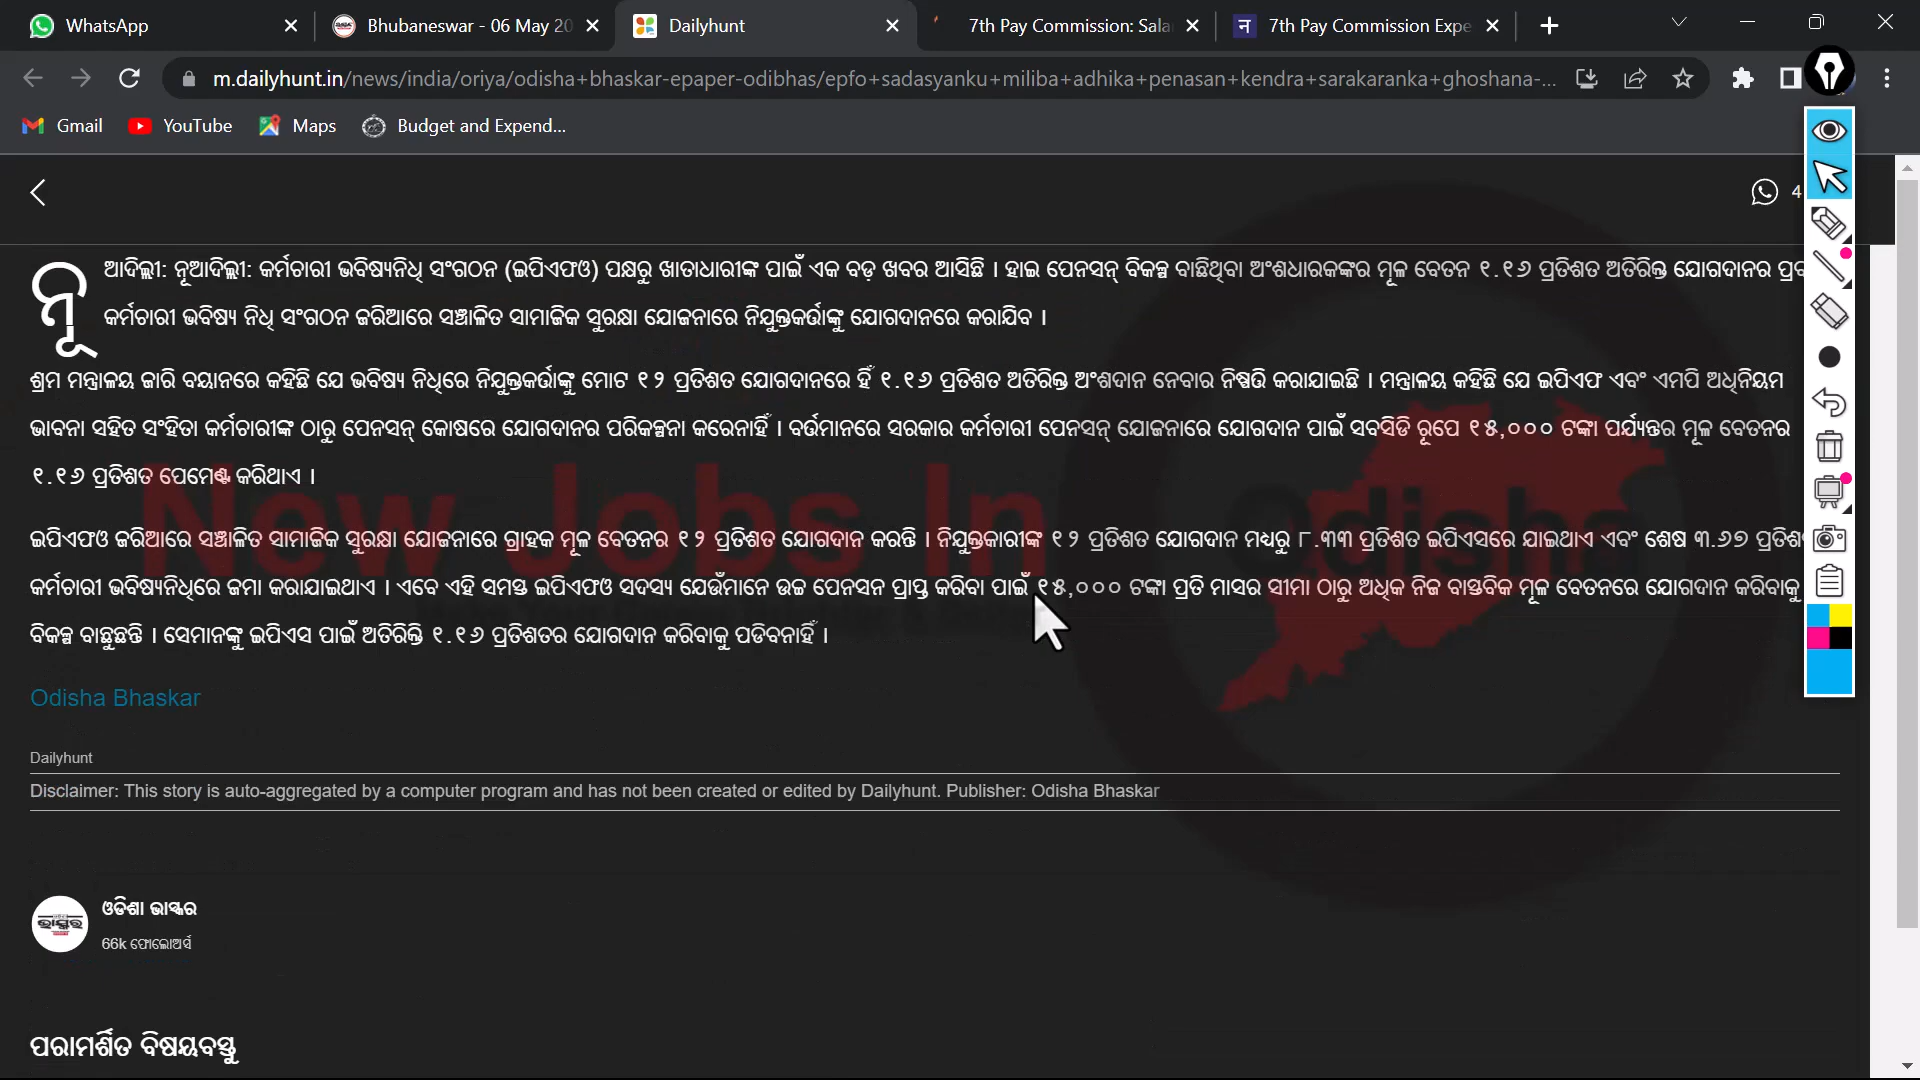 WhatsApp
Bhubaneswar - 06 May 20
Dailyhunt
7th Pay Commission: Sala
7th Pay Commission Expe
m.dailyhunt.in/news/india/oriya/odisha+bhaskar-epaper-odibhas/epfo+sadasyanku+miliba+adhika+penasan+kendra+sarakaranka+ghoshana-...
Gmail
YouTube
Maps
Budget and Expend...
4
ନୂଆଦିଲ୍ଲୀ: ନୂଆଦିଲ୍ଲୀ: କର୍ମଚାରୀ ଭବିଷ୍ୟନିଧି ସଂଗଠନ (ଇପିଏଫଓ) ପକ୍ଷରୁ ଖାତାଧାରୀଙ୍କ ପାଇଁ ଏକ ବଡ଼ ଖବର ଆସିଛି । ହାଇ ପେନସନ୍ ବିକଳ୍ପ ବାଛିଥିବା ଅଂଶଧାରକଙ୍କର ମୂଳ ବେତନ ୧.୧୬ ପ୍ରତିଶତ ଅତିରିକ୍ତ ଯୋଗଦାନର
କର୍ମଚାରୀ ଭବିଷ୍ୟ ନିଧି ସଂଗଠନ ଜରିଆରେ ସଞ୍ଚାଳିତ ସାମାଜିକ ସୁରକ୍ଷା ଯୋଜନାରେ ନିଯୁକ୍ତକର୍ତ୍ତାଙ୍କୁ ଯୋଗଦାନରେ କରାଯିବ ।
ଶ୍ରମ ମନ୍ତ୍ରାଳୟ ଜାରି ବୟାନରେ କହିଛି ଯେ ଭବିଷ୍ୟ ନିଧିରେ ନିଯୁକ୍ତକର୍ତ୍ତାଙ୍କୁ ମୋଟ ୧୨ ପ୍ରତିଶତ ଯୋଗଦାନରେ ହିଁ ୧.୧୬ ପ୍ରତିଶତ ଅତିରିକ୍ତ ଅଂଶଦାନ ନେବାର ନିଷ୍ପତ୍ତି କରାଯାଇଛି । ମନ୍ତ୍ରାଳୟ କହିଛି ଯେ ଇପିଏଫ ଏବଂ ଏମପି ଅଧିନିୟମ
ଭାବନା ସହିତ ସଂହିତା କର୍ମଚାରୀଙ୍କ ଠାରୁ ପେନସନ୍ କୋଷରେ ଯୋଗଦାନର ପରିକଳ୍ପନା କରେନାହିଁ । ବର୍ତ୍ତମାନରେ ସରକାର କର୍ମଚାରୀ ପେନସନ୍ ଯୋଜନାରେ ଯୋଗଦାନ ପାଇଁ ସବସିଡି ରୂପେ ୧୫,୦୦୦ ଟଙ୍କା ପର୍ଯ୍ୟନ୍ତର ମୂଳ ବେତନର
୧.୧୬ ପ୍ରତିଶତ ପେମେଣ୍ଟ କରିଥାଏ ।
New Jobs In Odisha
ଇପିଏଫଓ ଜରିଆରେ ସଞ୍ଚାଳିତ ସାମାଜିକ ସୁରକ୍ଷା ଯୋଜନାରେ ଗ୍ରାହକ ମୂଳ ବେତନର ୧୨ ପ୍ରତିଶତ ଯୋଗଦାନ କରନ୍ତି । ନିଯୁକ୍ତକାରୀଙ୍କ ୧୨ ପ୍ରତିଶତ ଯୋଗଦାନ ମଧ୍ୟରୁ ୮.୩୩ ପ୍ରତିଶତ ଇପିଏସରେ ଯାଇଥାଏ ଏବଂ ଶେଷ ୩.୬୭
କର୍ମଚାରୀ ଭବିଷ୍ୟନିଧିରେ ଜମା କରାଯାଇଥାଏ । ଏବେ ଏହି ସମସ୍ତ ଇପିଏଫଓ ସଦସ୍ୟ ଯେଉଁମାନେ ଉଚ୍ଚ ପେନସନ ପ୍ରାପ୍ତ କରିବା ପାଇଁ ୧୫,୦୦୦ ଟଙ୍କା ପ୍ରତି ମାସର ସୀମା ଠାରୁ ଅଧିକ ନିଜ ବାସ୍ତବିକ ମୂଳ ବେତନରେ ଯୋଗଦାନ କରିବାକୁ
ବିକଳ୍ପ ବାଛୁଛନ୍ତି । ସେମାନଙ୍କୁ ଇପିଏସ ପାଇଁ ଅତିରିକ୍ତି ୧.୧୬ ପ୍ରତିଶତର ଯୋଗଦାନ କରିବାକୁ ପଡିବନାହିଁ ।
Odisha Bhaskar
Dailyhunt
Disclaimer: This story is auto-aggregated by a computer program and has not been created or edited by Dailyhunt. Publisher: Odisha Bhaskar
ଓଡିଶା ଭାସ୍କର
66k ଫୋଲୋଅର୍ସ
ପରାମର୍ଶିତ ବିଷୟବସ୍ତୁ